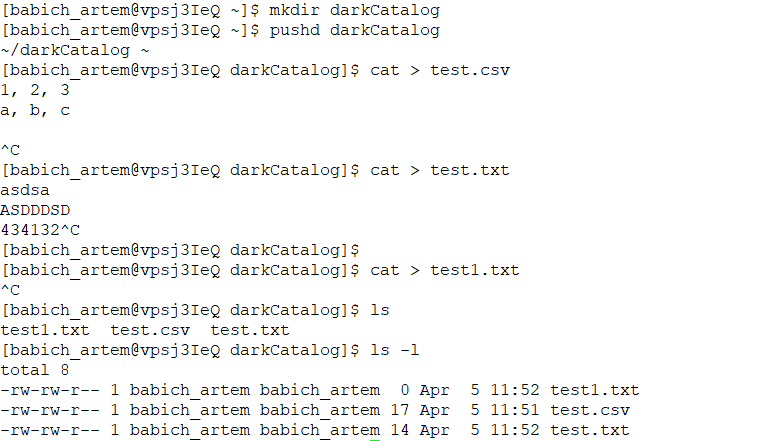 [babich_artem@vpsj3IeQ ~]$ mkdir darkCatalog
[babich_artem@vpsj3IeQ ~]$ pushd darkCatalog
~/darkCatalog ~
[babich_artem@vpsj3IeQ darkCatalog]$ cat > test.csv
1, 2, 3
a, b, c
^C
[babich_artem@vpsj3IeQ darkCatalog]$ cat > test.txt
asdsa
ASDDDSD
434132^C
[babich_artem@vpsj3IeQ darkCatalog]$
[babich_artem@vpsj3IeQ darkCatalog]$ cat > test1.txt
^C
[babich_artem@vpsj3IeQ darkCatalog]$ ls
test1.txt  test.csv  test.txt
[babich_artem@vpsj3IeQ darkCatalog]$ ls -l
total 8
-rw-rw-r-- 1 babich_artem babich_artem  0 Apr  5 11:52 test1.txt
-rw-rw-r-- 1 babich_artem babich_artem 17 Apr  5 11:51 test.csv
-rw-rw-r-- 1 babich_artem babich_artem 14 Apr  5 11:52 test.txt